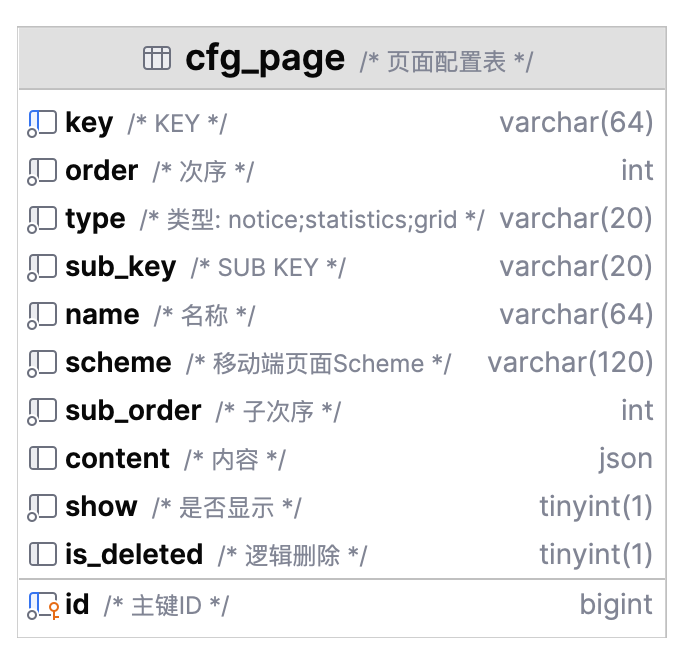 cfg_page /* 页面配置表 */
key /* KEY */ varchar(64)
order /* 次序 */ int
type /* 类型: notice;statistics;grid */ varchar(20)
sub_key /* SUB KEY */ varchar(20)
name /* 名称 */ varchar(64)
scheme /* 移动端页面Scheme */ varchar(120)
sub_order /* 子次序 */ int
content /* 内容 */ json
show /* 是否显示 */ tinyint(1)
is_deleted /* 逻辑删除 */ tinyint(1)
id /* 主键ID */ bigint